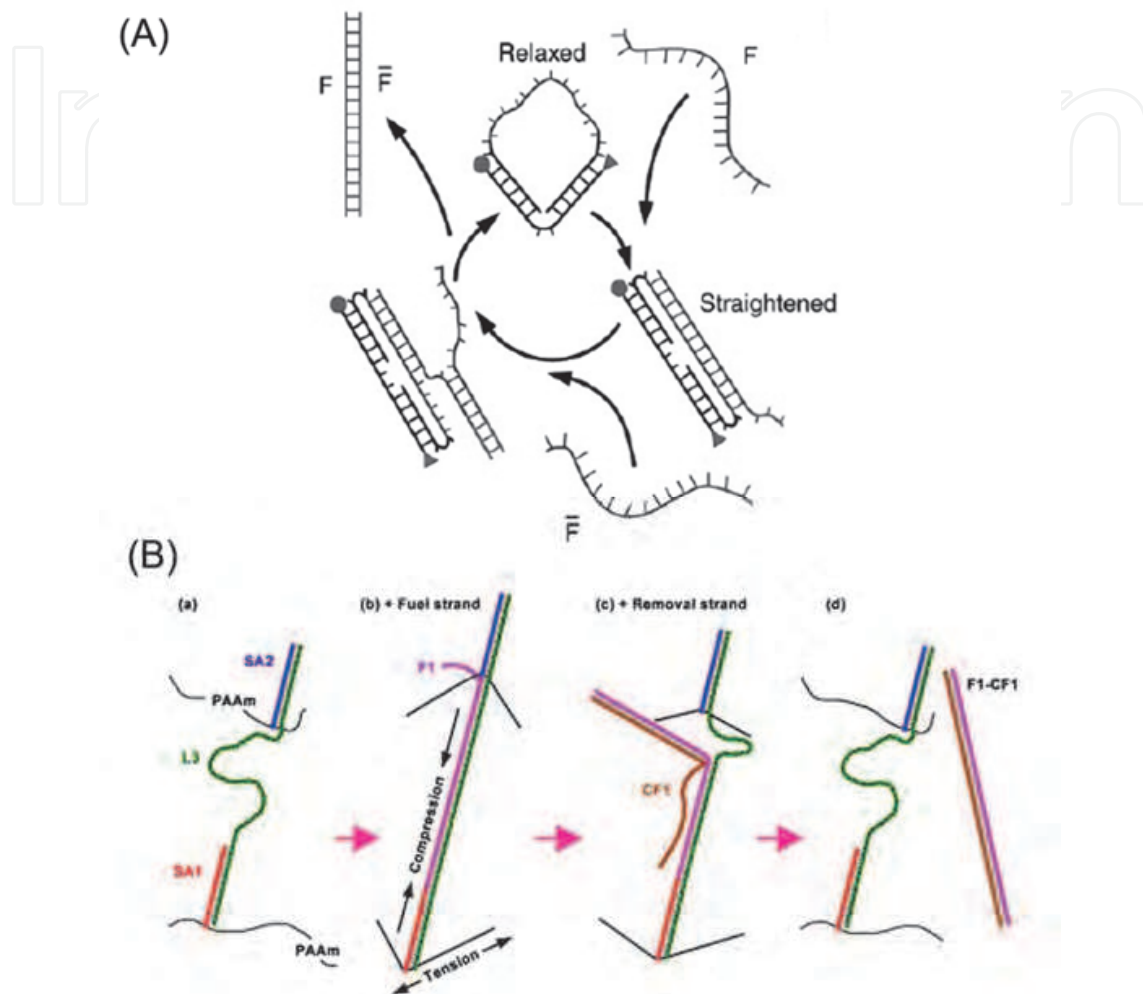 (A)
Relaxed
F
F F̅
Straightened
F̅
(B)
(a)
(b) + Fuel strand
(c) + Removal strand
(d)
SA2
F1
F1-CF1
PAAm
L3
CF1
Compression
SA1
PAAm
Tension